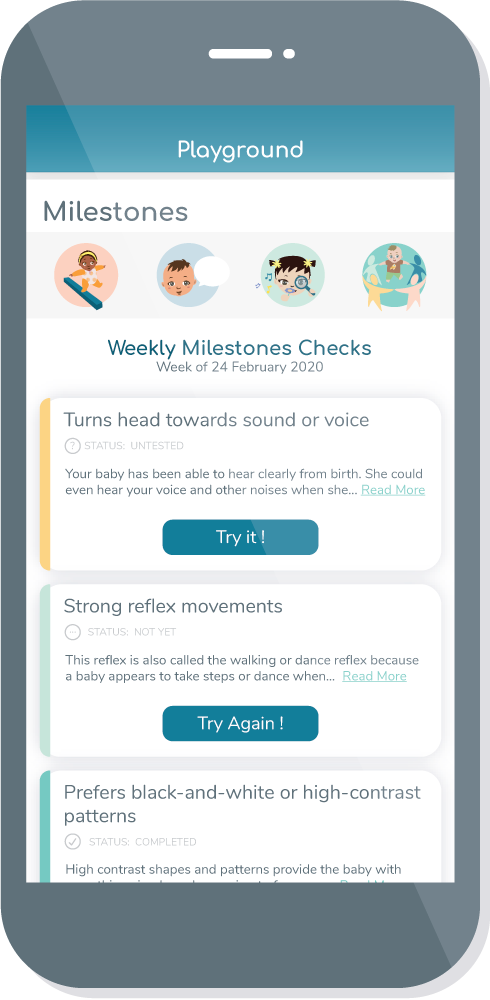 Playground
Milestones
Weekly Milestones Checks
Week of 24 February 2020
Turns head towards sound or voice
? STATUS: UNTESTED
Your baby has been able to hear clearly from birth. She could
even hear your voice and other noises when she... Read More
Try it !
Strong reflex movements
STATUS: NOT YET
This reflex is also called the walking or dance reflex because
a baby appears to take steps or dance when... Read More
Try Again !
Prefers black-and-white or high-contrast
patterns
STATUS: COMPLETED
High contrast shapes and patterns provide the baby with